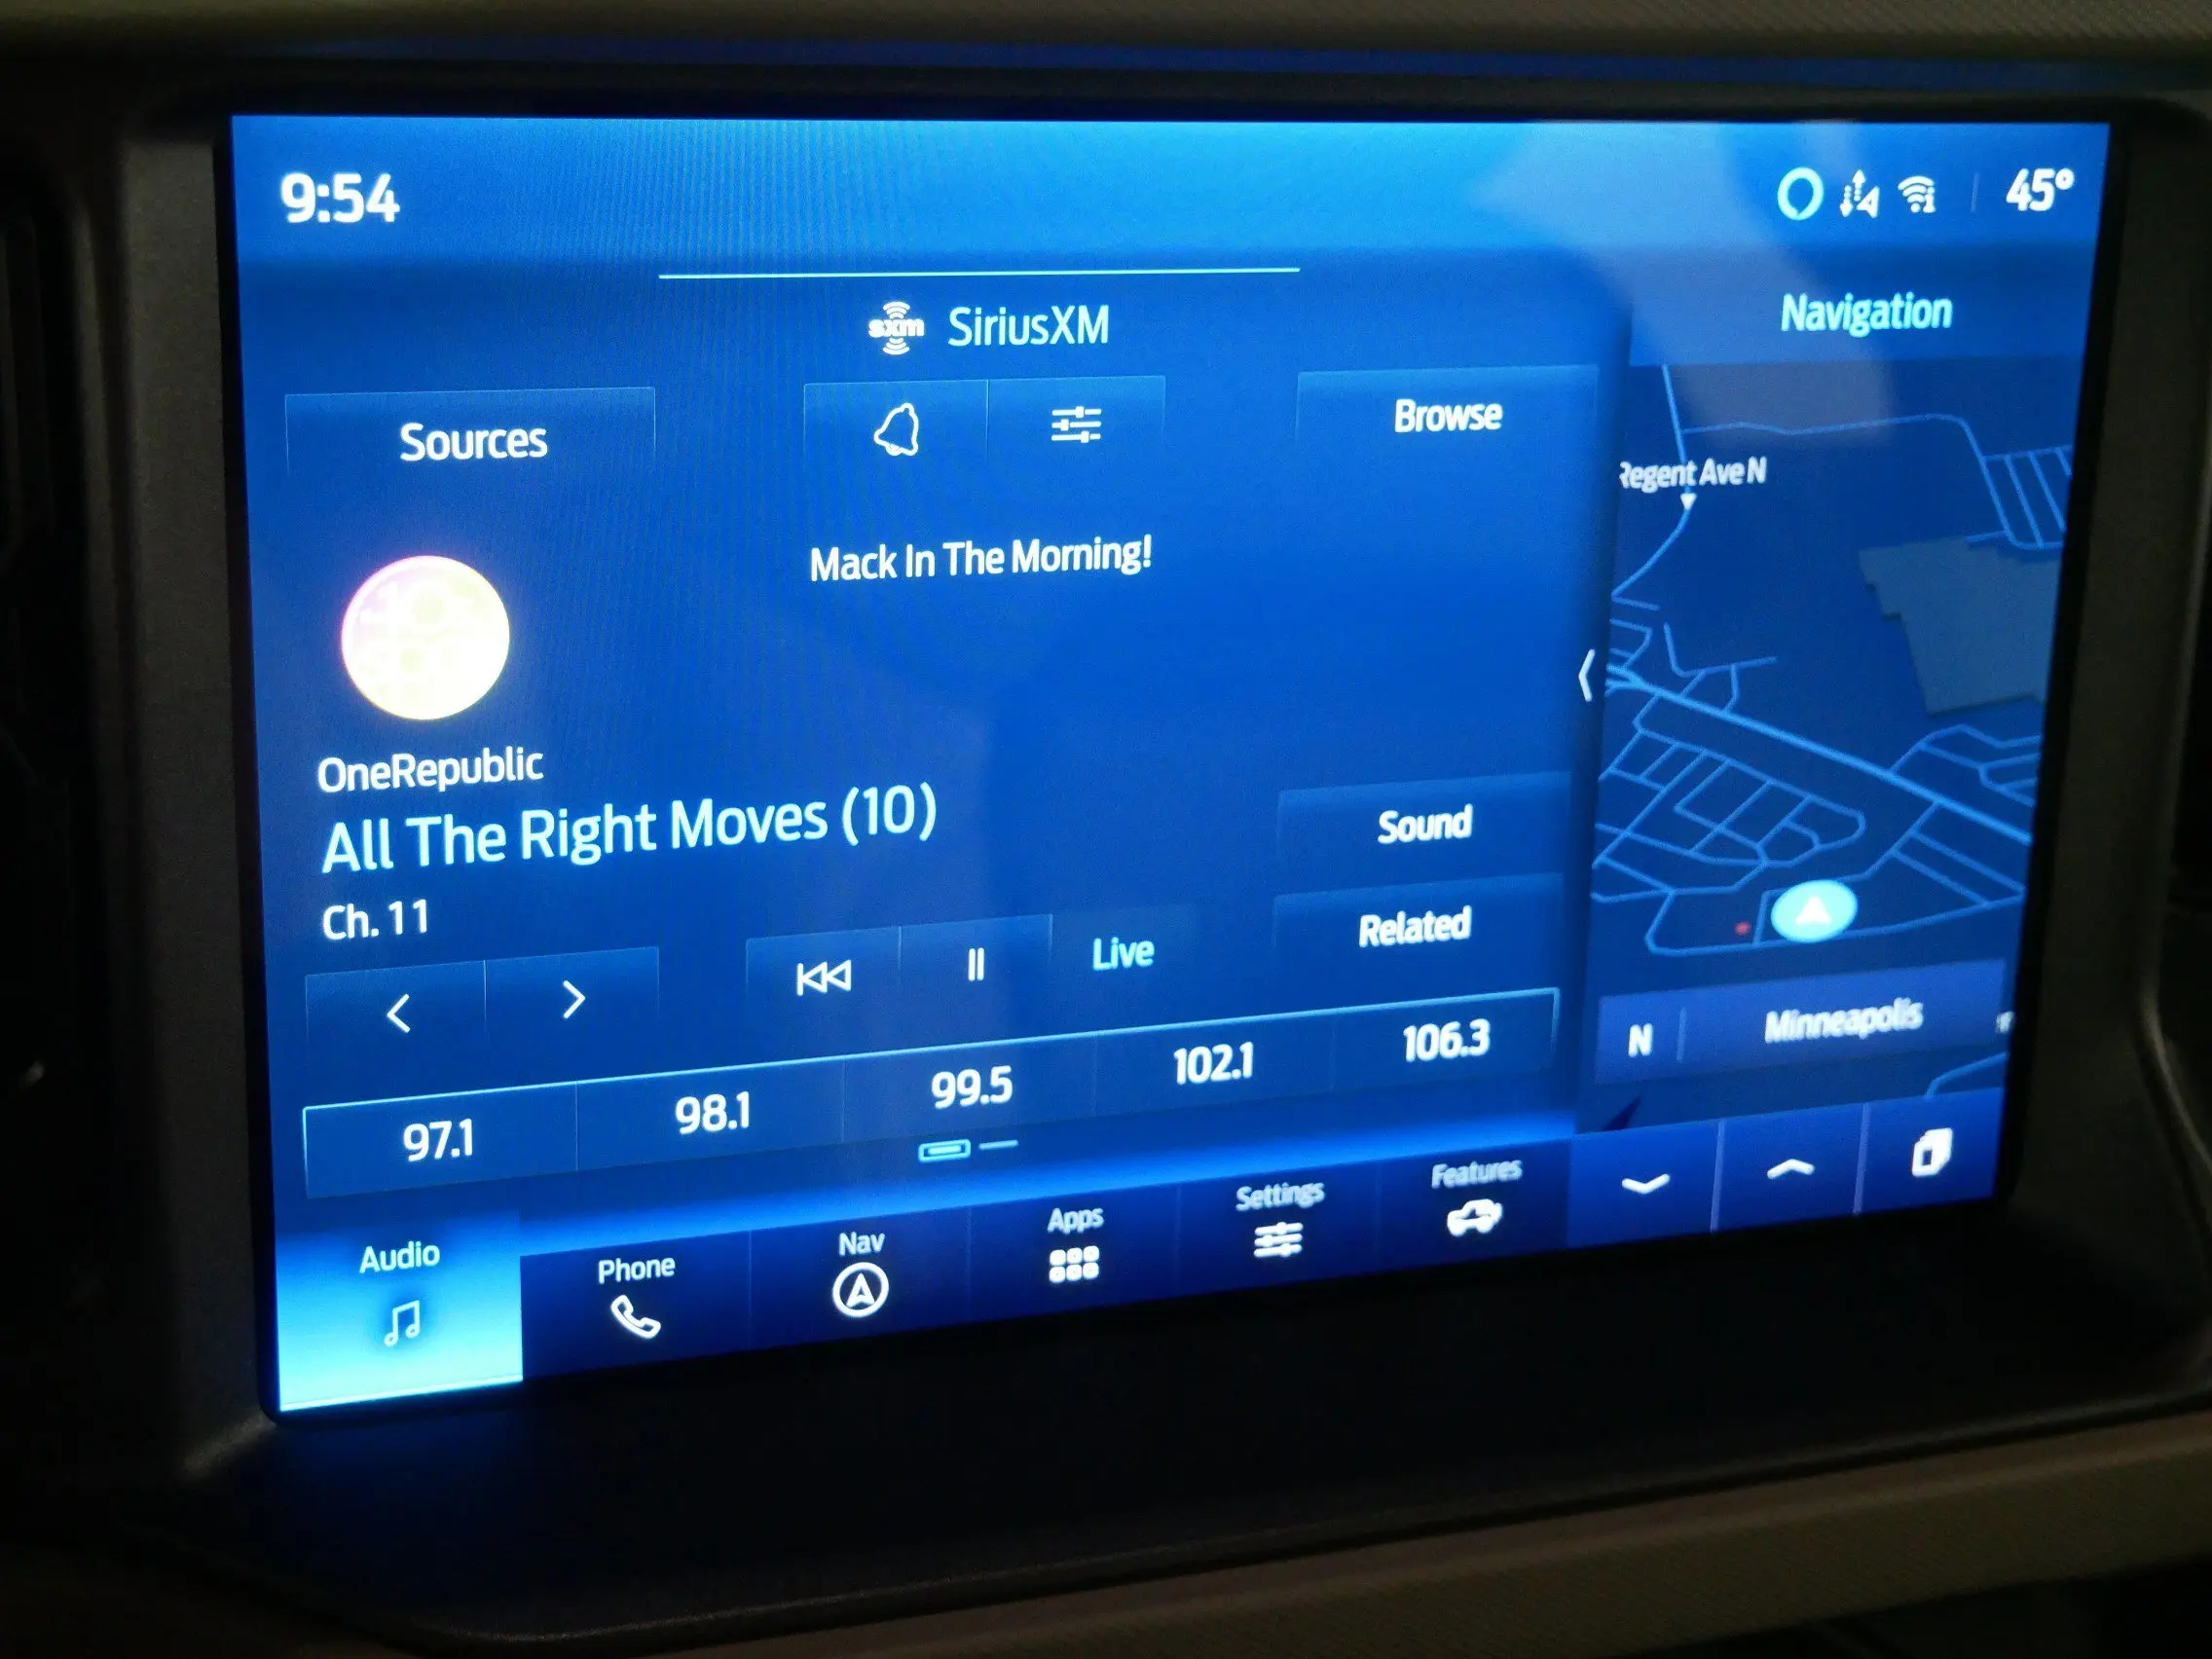 9:54
45°
sxm SiriusXM
Navigation
Sources
Browse
Regent Ave N
Mack In The Morning!
OneRepublic
All The Right Moves (10)
Ch. 11
Sound
Related
Live
N
Minneapolis
97.1
98.1
99.5
102.1
106.3
Audio
Phone
Nav
Apps
Settings
Features